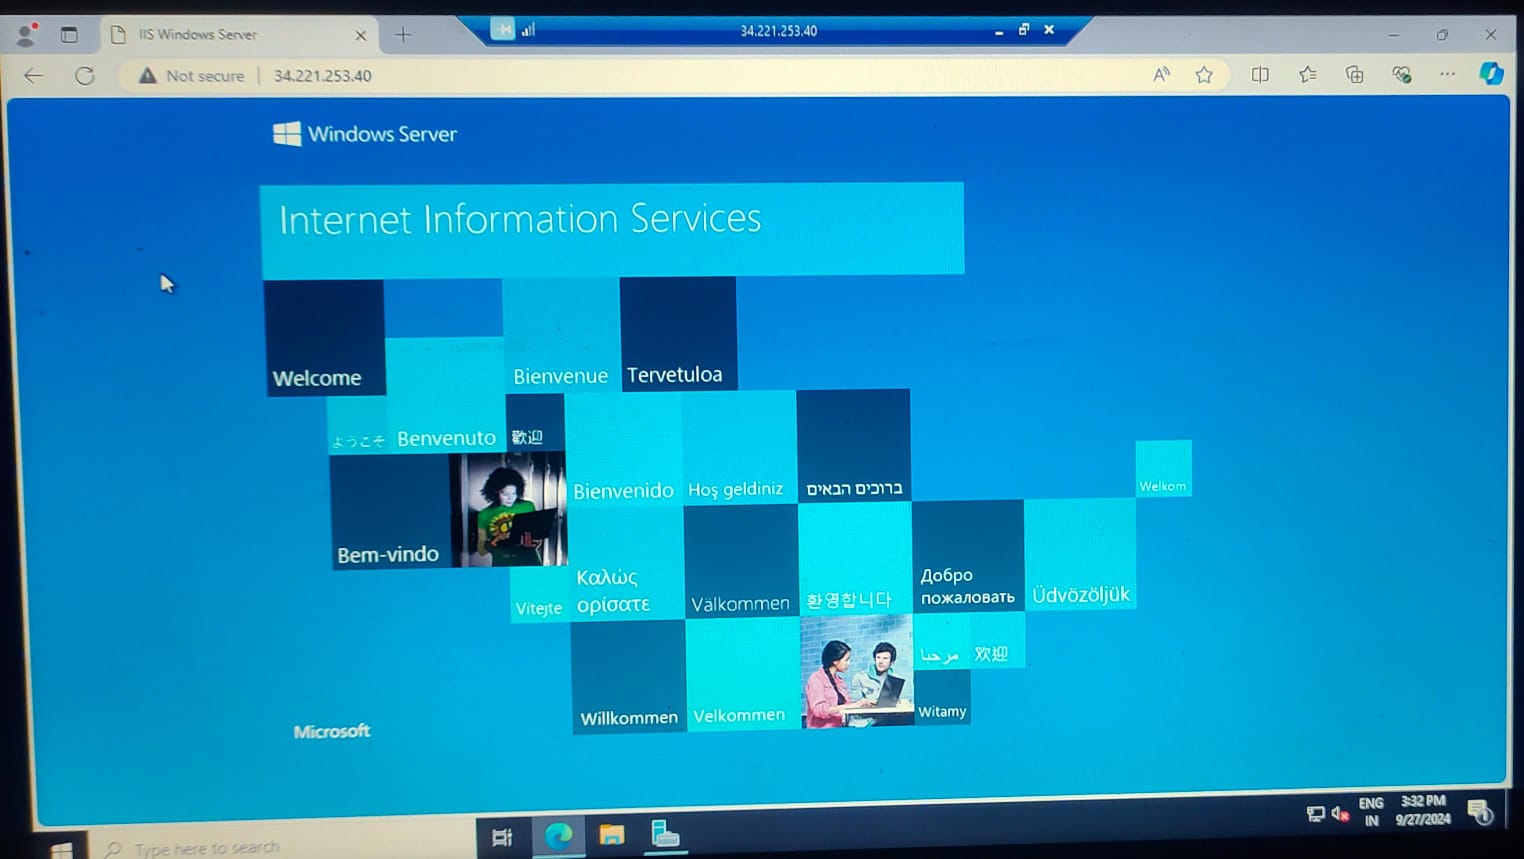 IIS Windows Server
34.221.253.40
Not secure
34.221.253.40
Windows Server
Internet Information Services
Welcome
Bienvenue
Tervetuloa
ようこそ
Benvenuto
歡迎
Bienvenido
Hoş geldiniz
ברוכים הבאים
Welkom
Bem-vindo
Vítejte
Καλώς
ορίσατε
Välkommen
환영합니다
Добро
пожаловать
Üdvözöljük
Willkommen
Velkommen
مرحبا
欢迎
Witamy
Microsoft
Type here to search
ENG
IN
3:32 PM
9/27/2024
1